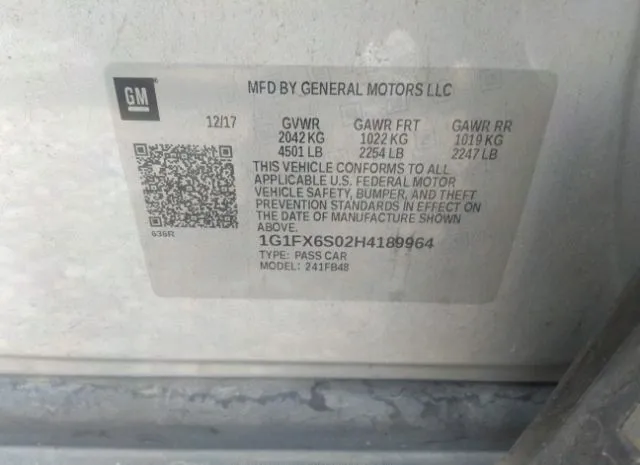 GM
MFD BY GENERAL MOTORS LLC
12/17 GVWR GAWR FRT GAWR RR
2042 KG 1022 KG 1019 KG
4501 LB 2254 LB 2247 LB
THIS VEHICLE CONFORMS TO ALL
APPLICABLE U.S. FEDERAL MOTOR
VEHICLE SAFETY, BUMPER, AND THEFT
PREVENTION STANDARDS IN EFFECT ON
THE DATE OF MANUFACTURE SHOWN
ABOVE.
636R
1G1FX6S02H4189964
TYPE: PASS CAR
MODEL: 241FB48